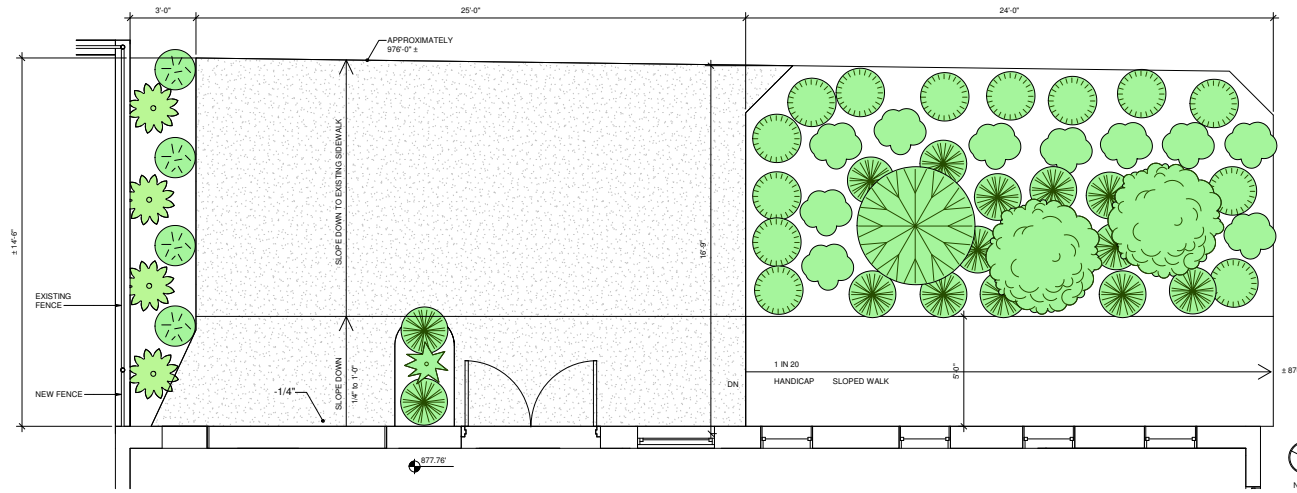 3'-0"
25'-0"
24'-0"
APPROXIMATELY
976'-0" ±
SLOPE DOWN TO EXISTING SIDEWALK
± 14'-6"
16'-9"
EXISTING
FENCE
NEW FENCE
-1/4"
SLOPE DOWN
1/4" to 1'-0"
DN
1 IN 20
HANDICAP SLOPED WALK
5'-0"
877.76'